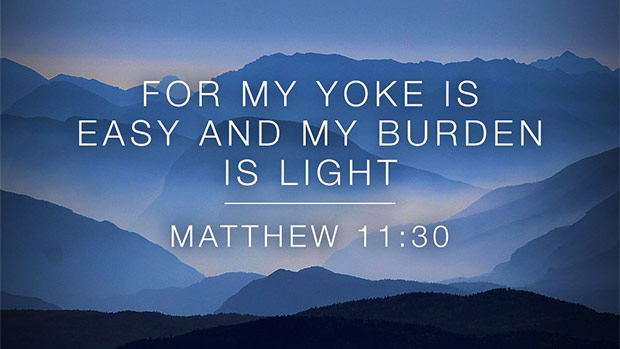 FOR MY YOKE IS
EASY AND MY BURDEN
IS LIGHT
MATTHEW 11:30